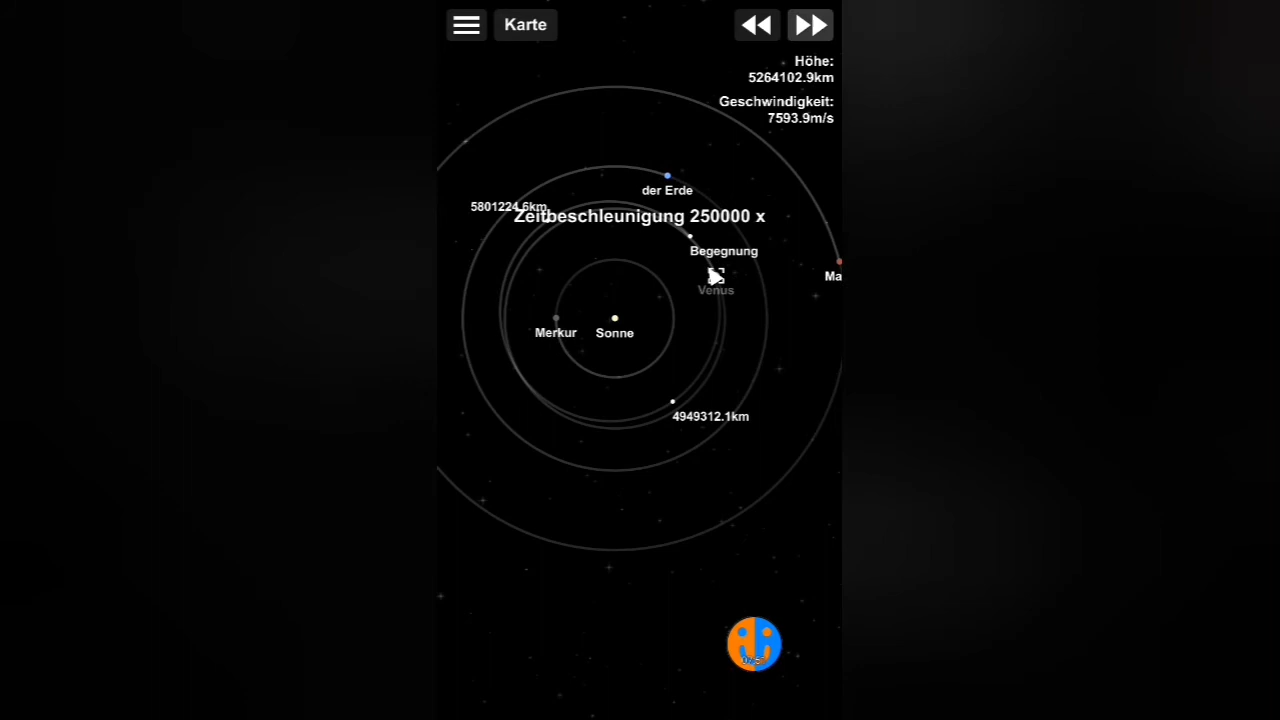 Karte
Höhe:
5264102.9km
Geschwindigkeit:
7593.9m/s
der Erde
5801224.6km
Zeitbeschleunigung 250000 x
Begegnung
Ma
Venus
Merkur
Sonne
4949312.1km